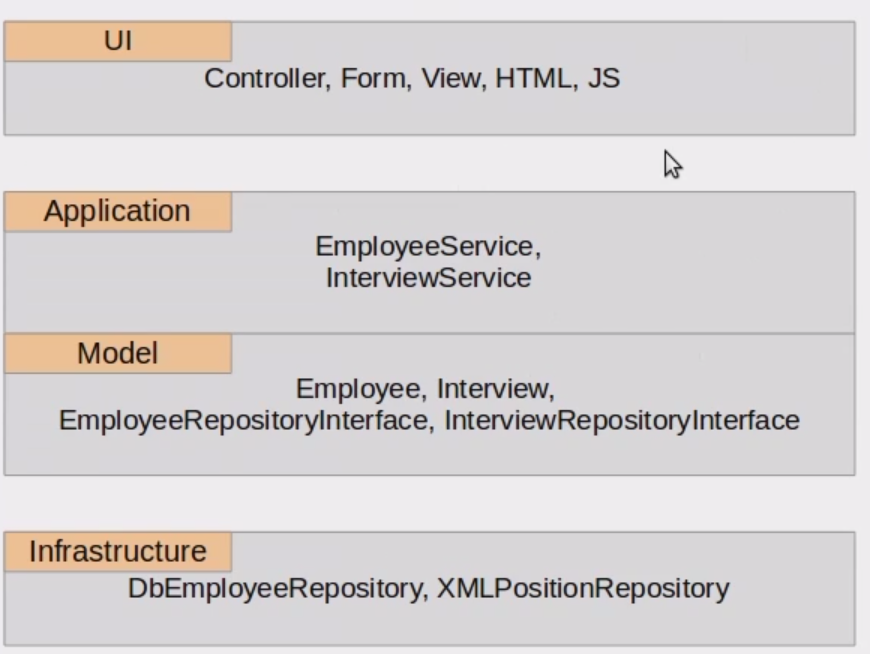 UI
Controller, Form, View, HTML, JS
Application
EmployeeService,
InterviewService
Model
Employee, Interview,
EmployeeRepositoryInterface, InterviewRepositoryInterface
Infrastructure
DbEmployeeRepository, XMLPositionRepository